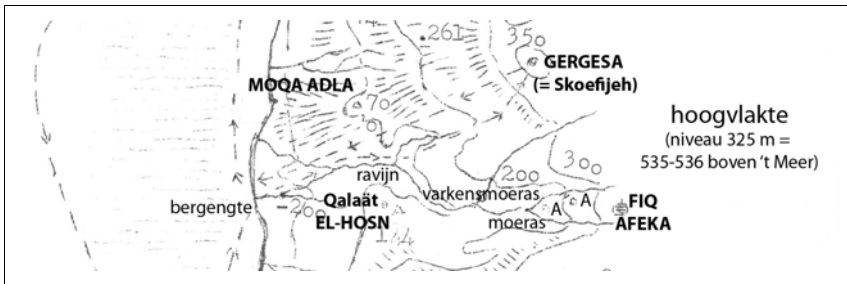 261
350
GERGESA
(= Skoefijeh)
MOQA ADLA
70
hoogvlakte
(niveau 325 m =
535-536 boven 't Meer)
ravijn
200
300
varkensmoeras
A
A
FIQ
AFEKA
bergengte
-200
Qalaät
EL-HOSN
moeras
144